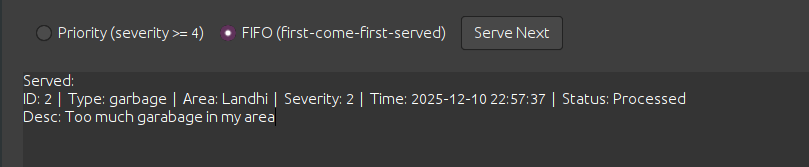 Priority (severity >= 4) FIFO (first-come-first-served) Serve Next
Served:
ID: 2 | Type: garbage | Area: Landhi | Severity: 2 | Time: 2025-12-10 22:57:37 | Status: Processed
Desc: Too much garabage in my area